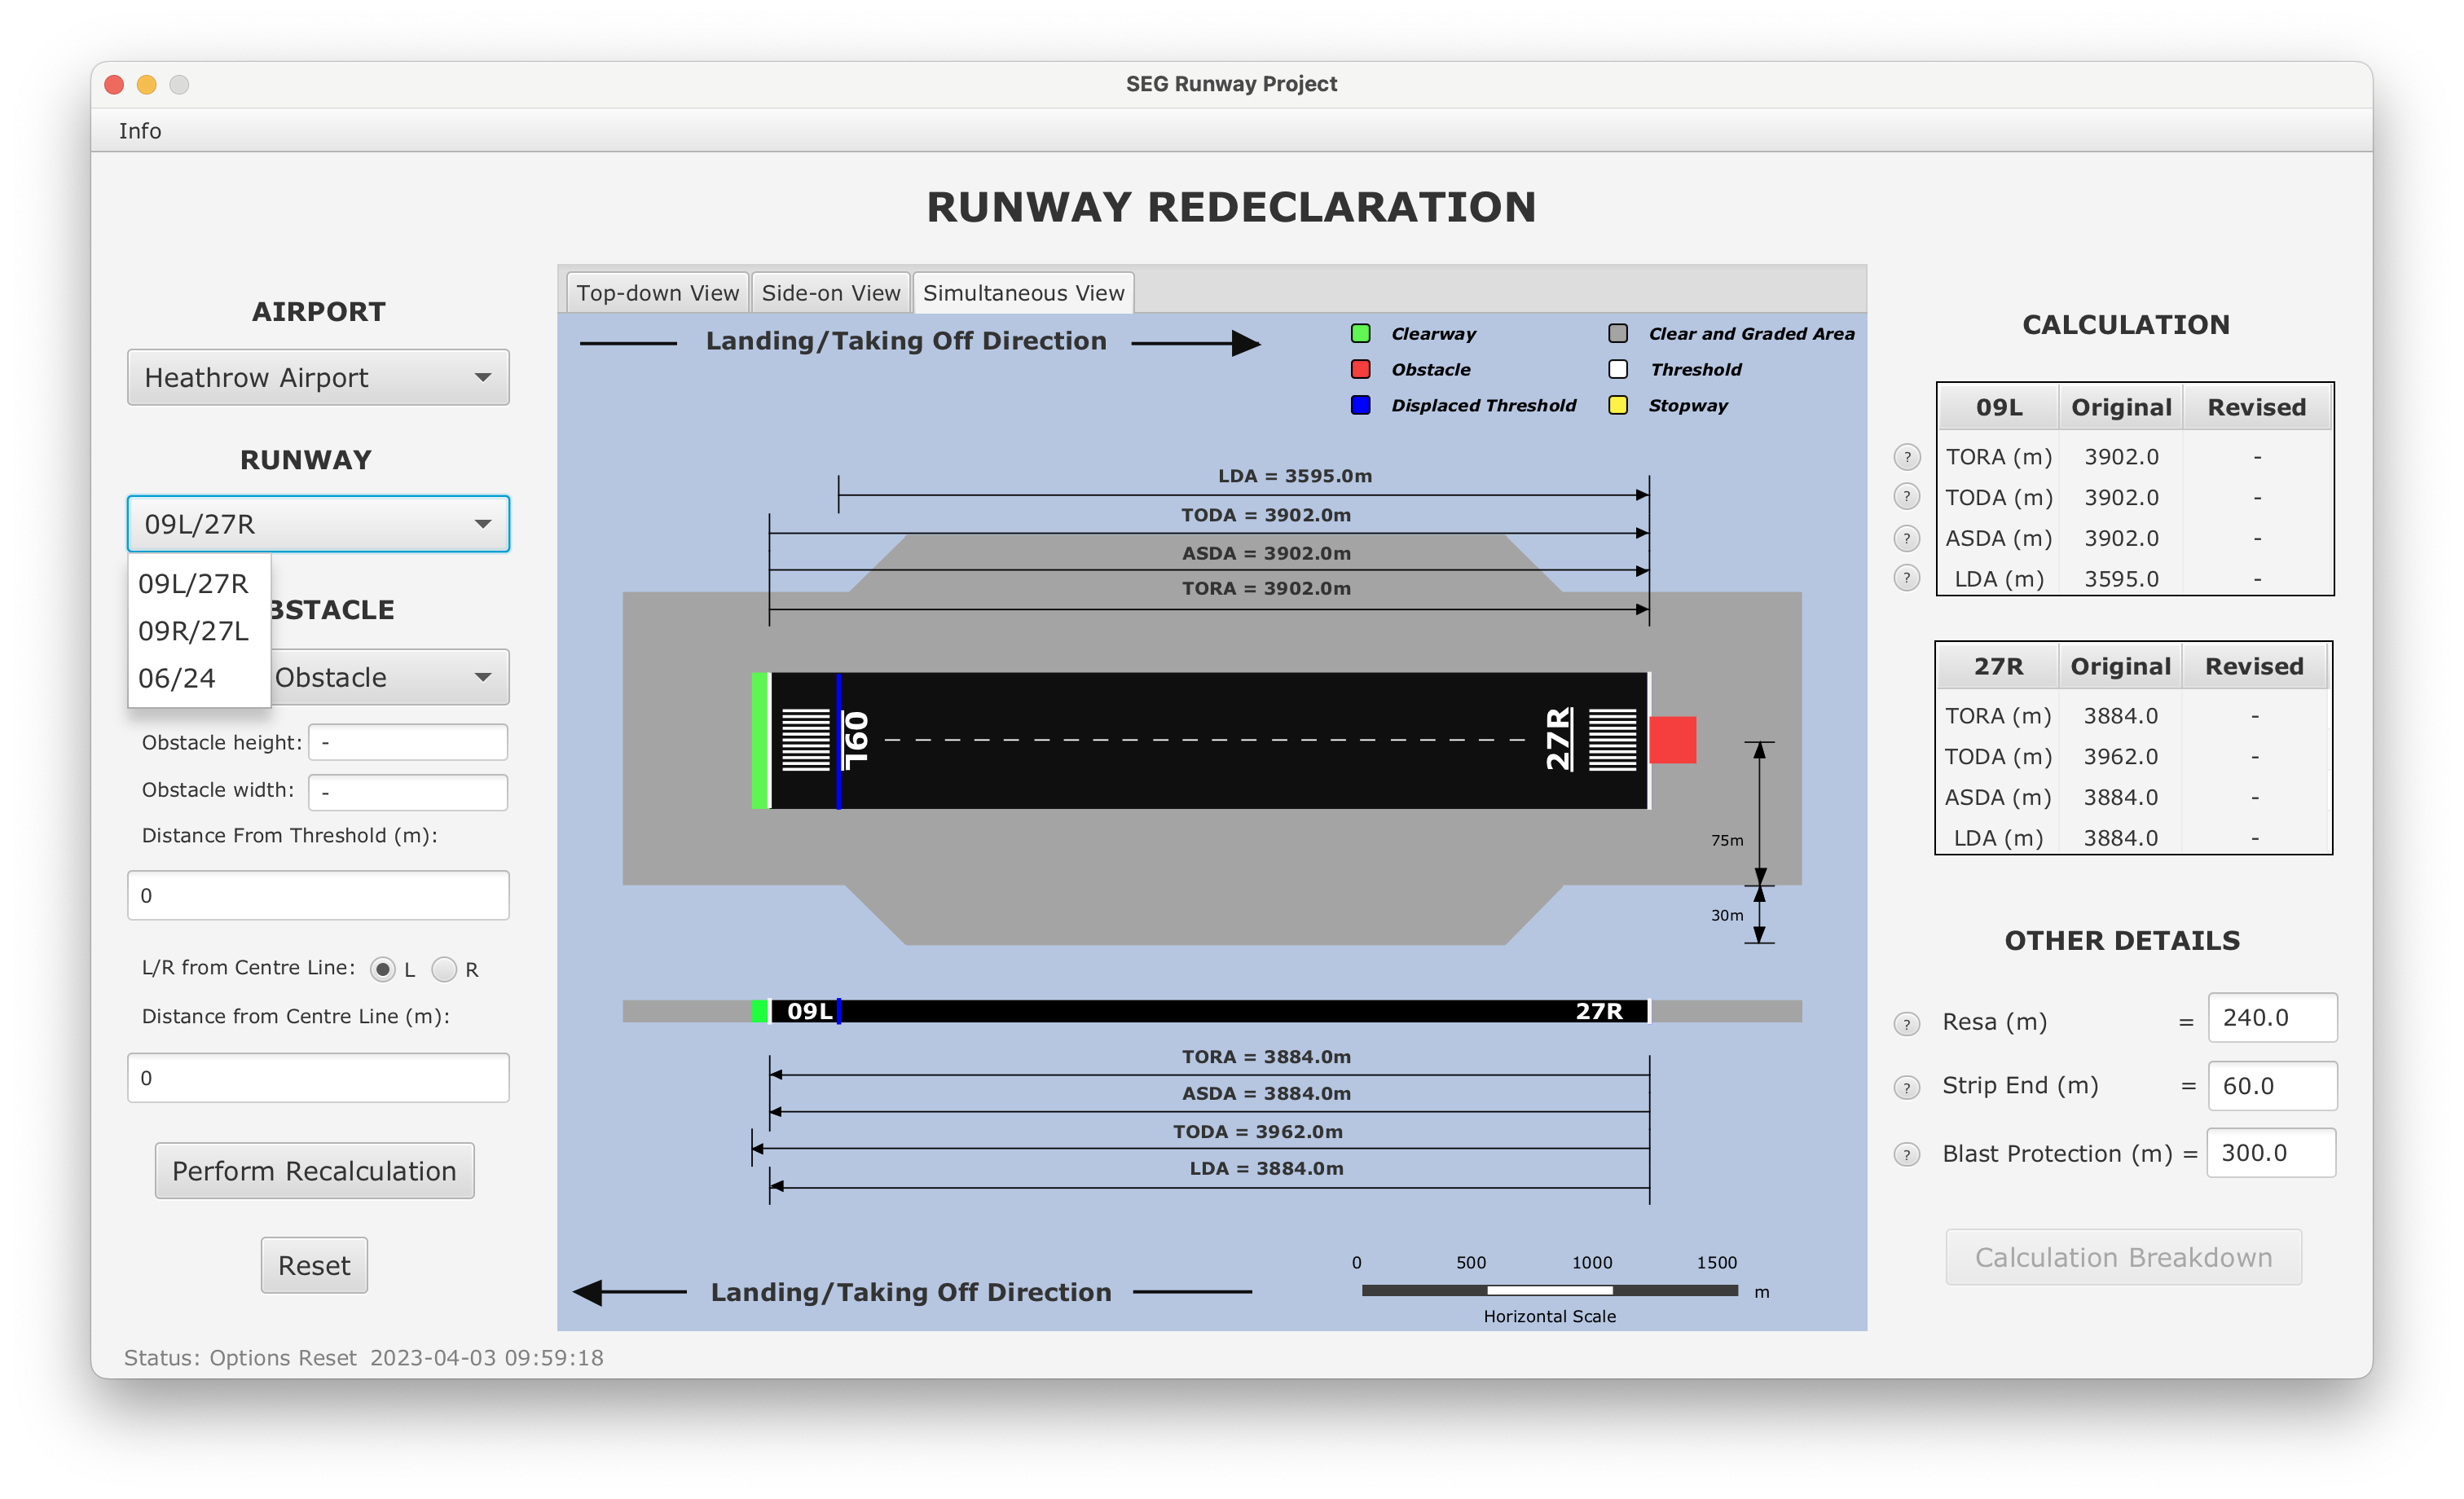 SEG Runway Project
Info
RUNWAY REDECLARATION
AIRPORT
Heathrow Airport
RUNWAY
09L/27R
09L/27R
09R/27L
06/24
BSTACLE
Obstacle
Obstacle height: -
Obstacle width: -
Distance From Threshold (m):
0
L/R from Centre Line: L R
Distance from Centre Line (m):
0
Perform Recalculation
Reset
Status: Options Reset 2023-04-03 09:59:18
Top-down View Side-on View Simultaneous View
Landing/Taking Off Direction
Clearway Clear and Graded Area
Obstacle Threshold
Displaced Threshold Stopway
LDA = 3595.0m
TODA = 3902.0m
ASDA = 3902.0m
TORA = 3902.0m
09L 27R
75m
30m
09L 27R
TORA = 3884.0m
ASDA = 3884.0m
TODA = 3962.0m
LDA = 3884.0m
Landing/Taking Off Direction
0 500 1000 1500
m
Horizontal Scale
CALCULATION
09L Original Revised
? TORA (m) 3902.0 -
? TODA (m) 3902.0 -
? ASDA (m) 3902.0 -
? LDA (m) 3595.0 -
27R Original Revised
TORA (m) 3884.0 -
TODA (m) 3962.0 -
ASDA (m) 3884.0 -
LDA (m) 3884.0 -
OTHER DETAILS
? Resa (m) = 240.0
? Strip End (m) = 60.0
? Blast Protection (m) = 300.0
Calculation Breakdown